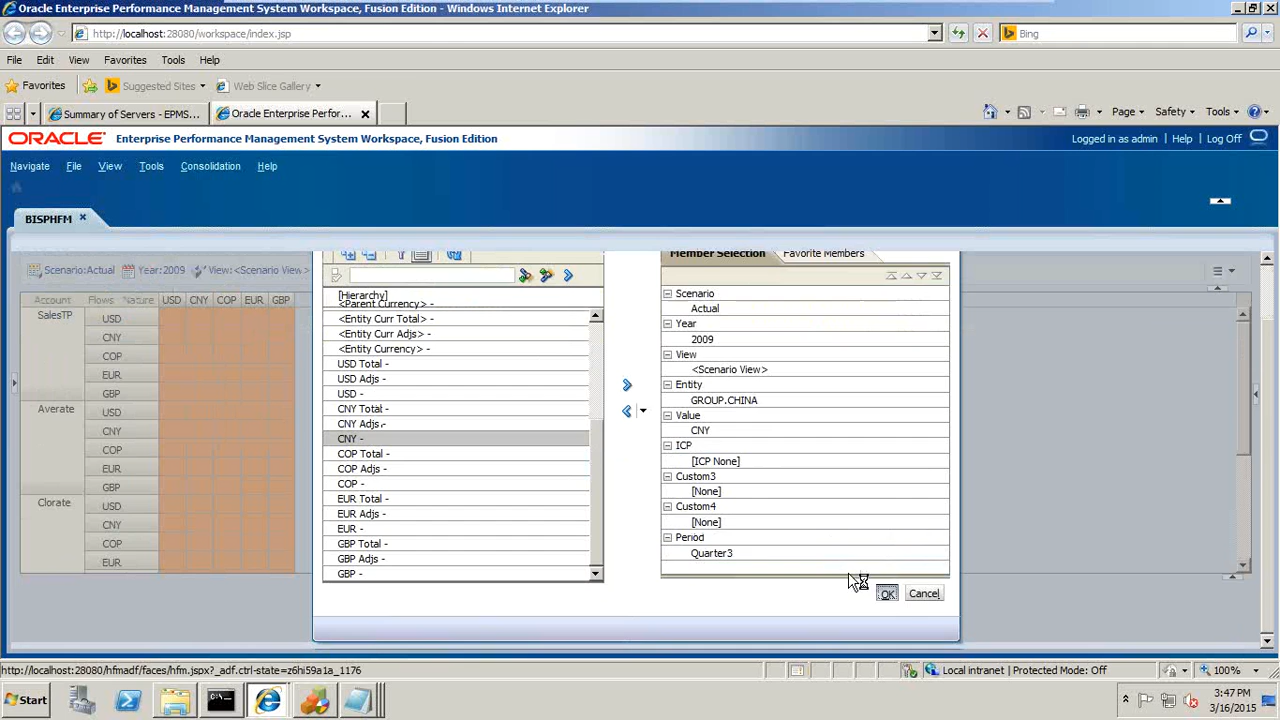 Oracle Enterprise Performance Management System Workspace, Fusion Edition - Windows Internet Explorer
http://localhost:28080/workspace/index.jsp
Bing
File Edit View Favorites Tools Help
Favorites Suggested Sites Web Slice Gallery
Summary of Servers - EPMS... Oracle Enterprise Perfor... Page Safety Tools
ORACLE Enterprise Performance Management System Workspace, Fusion Edition Logged in as admin Help Log Off
Navigate File View Tools Consolidation Help
BISPHFM
Scenario:Actual Year:2009 View:<Scenario View>
Account Flows Nature USD CNY COP EUR GBP
SalesTP USD
CNY
COP
EUR
GBP
Averate USD
CNY
COP
EUR
GBP
Clorate USD
CNY
COP
EUR
[Hierarchy]
<Parent Currency> -
<Entity Curr Total> -
<Entity Curr Adjs> -
<Entity Currency> -
USD Total -
USD Adjs -
USD -
CNY Total -
CNY Adjs -
CNY -
COP Total -
COP Adjs -
COP -
EUR Total -
EUR Adjs -
EUR -
GBP Total -
GBP Adjs -
GBP -
Member Selection Favorite Members
Scenario
Actual
Year
2009
View
<Scenario View>
Entity
GROUP.CHINA
Value
CNY
ICP
[ICP None]
Custom3
[None]
Custom4
[None]
Period
Quarter3
OK Cancel
http://localhost:28080/hfmadf/faces/hfm.jspx?_adf.ctrl-state=z6hi59a1a_1176 Local intranet | Protected Mode: Off 100%
Start
3:47 PM
3/16/2015